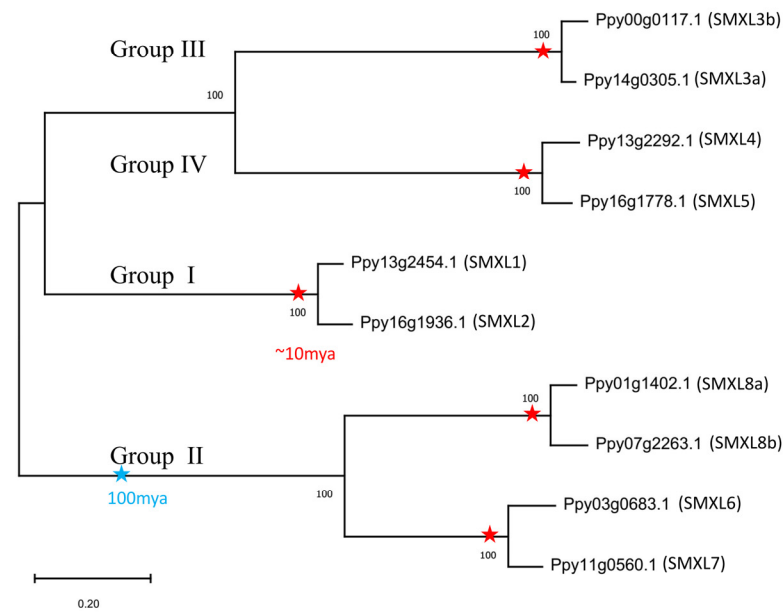 Ppy00g0117.1 (SMXL3b)
100
Group III
Ppy14g0305.1 (SMXL3a)
100
Ppy13g2292.1 (SMXL4)
Group IV
100
Ppy16g1778.1 (SMXL5)
Ppy13g2454.1 (SMXL1)
Group I
100
Ppy16g1936.1 (SMXL2)
~10mya
Ppy01g1402.1 (SMXL8a)
100
Ppy07g2263.1 (SMXL8b)
Group II
100mya
100
Ppy03g0683.1 (SMXL6)
100
Ppy11g0560.1 (SMXL7)
0.20